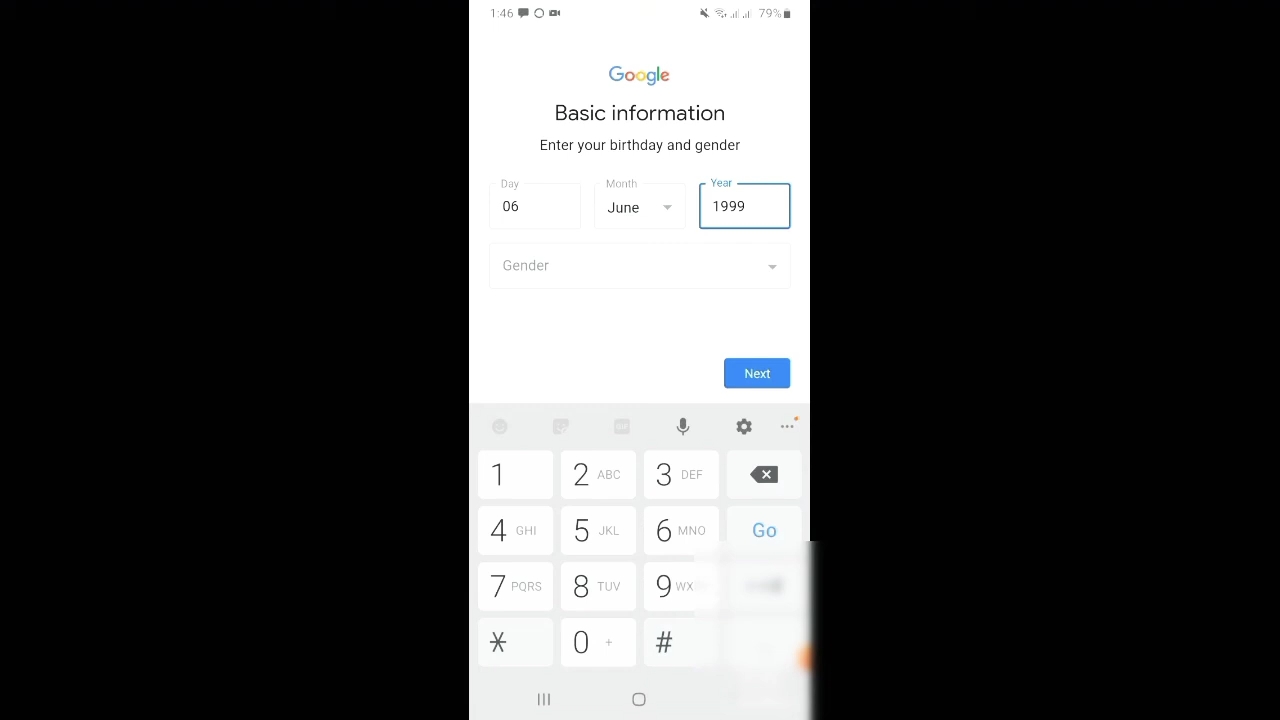 1:46 79%
Google
Basic information
Enter your birthday and gender
Day Month Year
06 June 1999
Gender
Next
GIF
1 2 ABC 3 DEF
4 GHI 5 JKL 6 MNO Go
7 PQRS 8 TUV 9 WX
* 0 + #